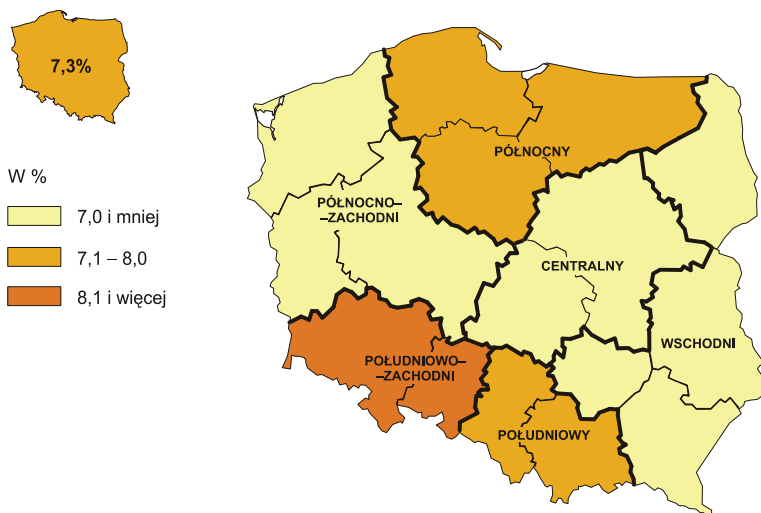 7,3%
W %
7,0 i mniej
7,1 – 8,0
8,1 i więcej
PÓŁNOCNY
PÓŁNOCNO–
–ZACHODNI
CENTRALNY
WSCHODNI
POŁUDNIOWO–
–ZACHODNI
POŁUDNIOWY